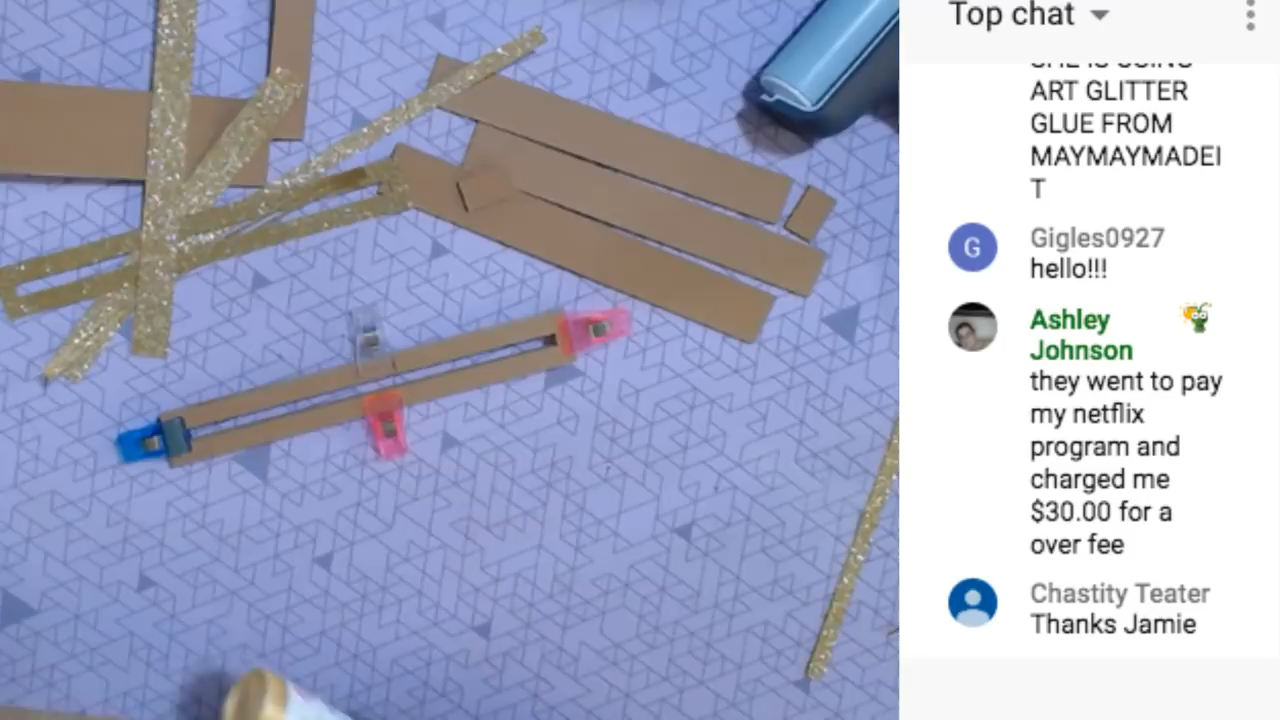 Top chat
ART GLITTER
GLUE FROM
MAYMAYMADEI
T
Gigles0927
G
hello!!!
Ashley
Johnson
they went to pay
my netflix
program and
charged me
$30.00 for a
over fee
Chastity Teater
Thanks Jamie